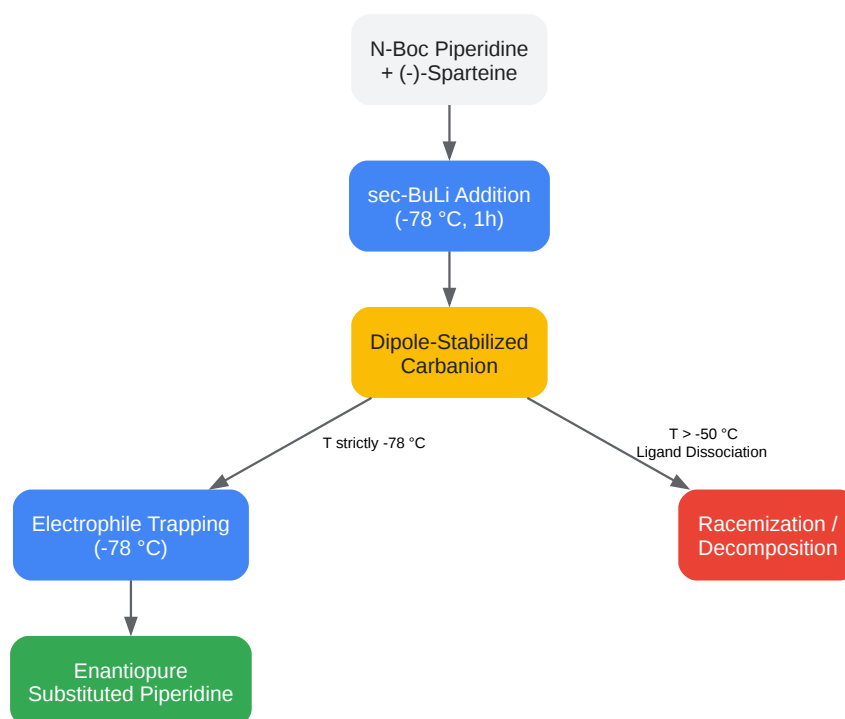 N-Boc Piperidine
+ (-)-Sparteine
sec-BuLi Addition
(-78 °C, 1h)
Dipole-Stabilized
Carbanion
T strictly -78 °C
T > -50 °C
Ligand Dissociation
Electrophile Trapping
(-78 °C)
Racemization /
Decomposition
Enantiopure
Substituted Piperidine